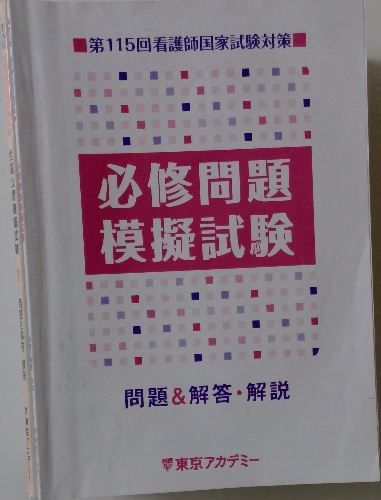 ■第115回看護師国家試験対策■
必修問題
模擬試験
問題&解答・解説
東京アカデミー